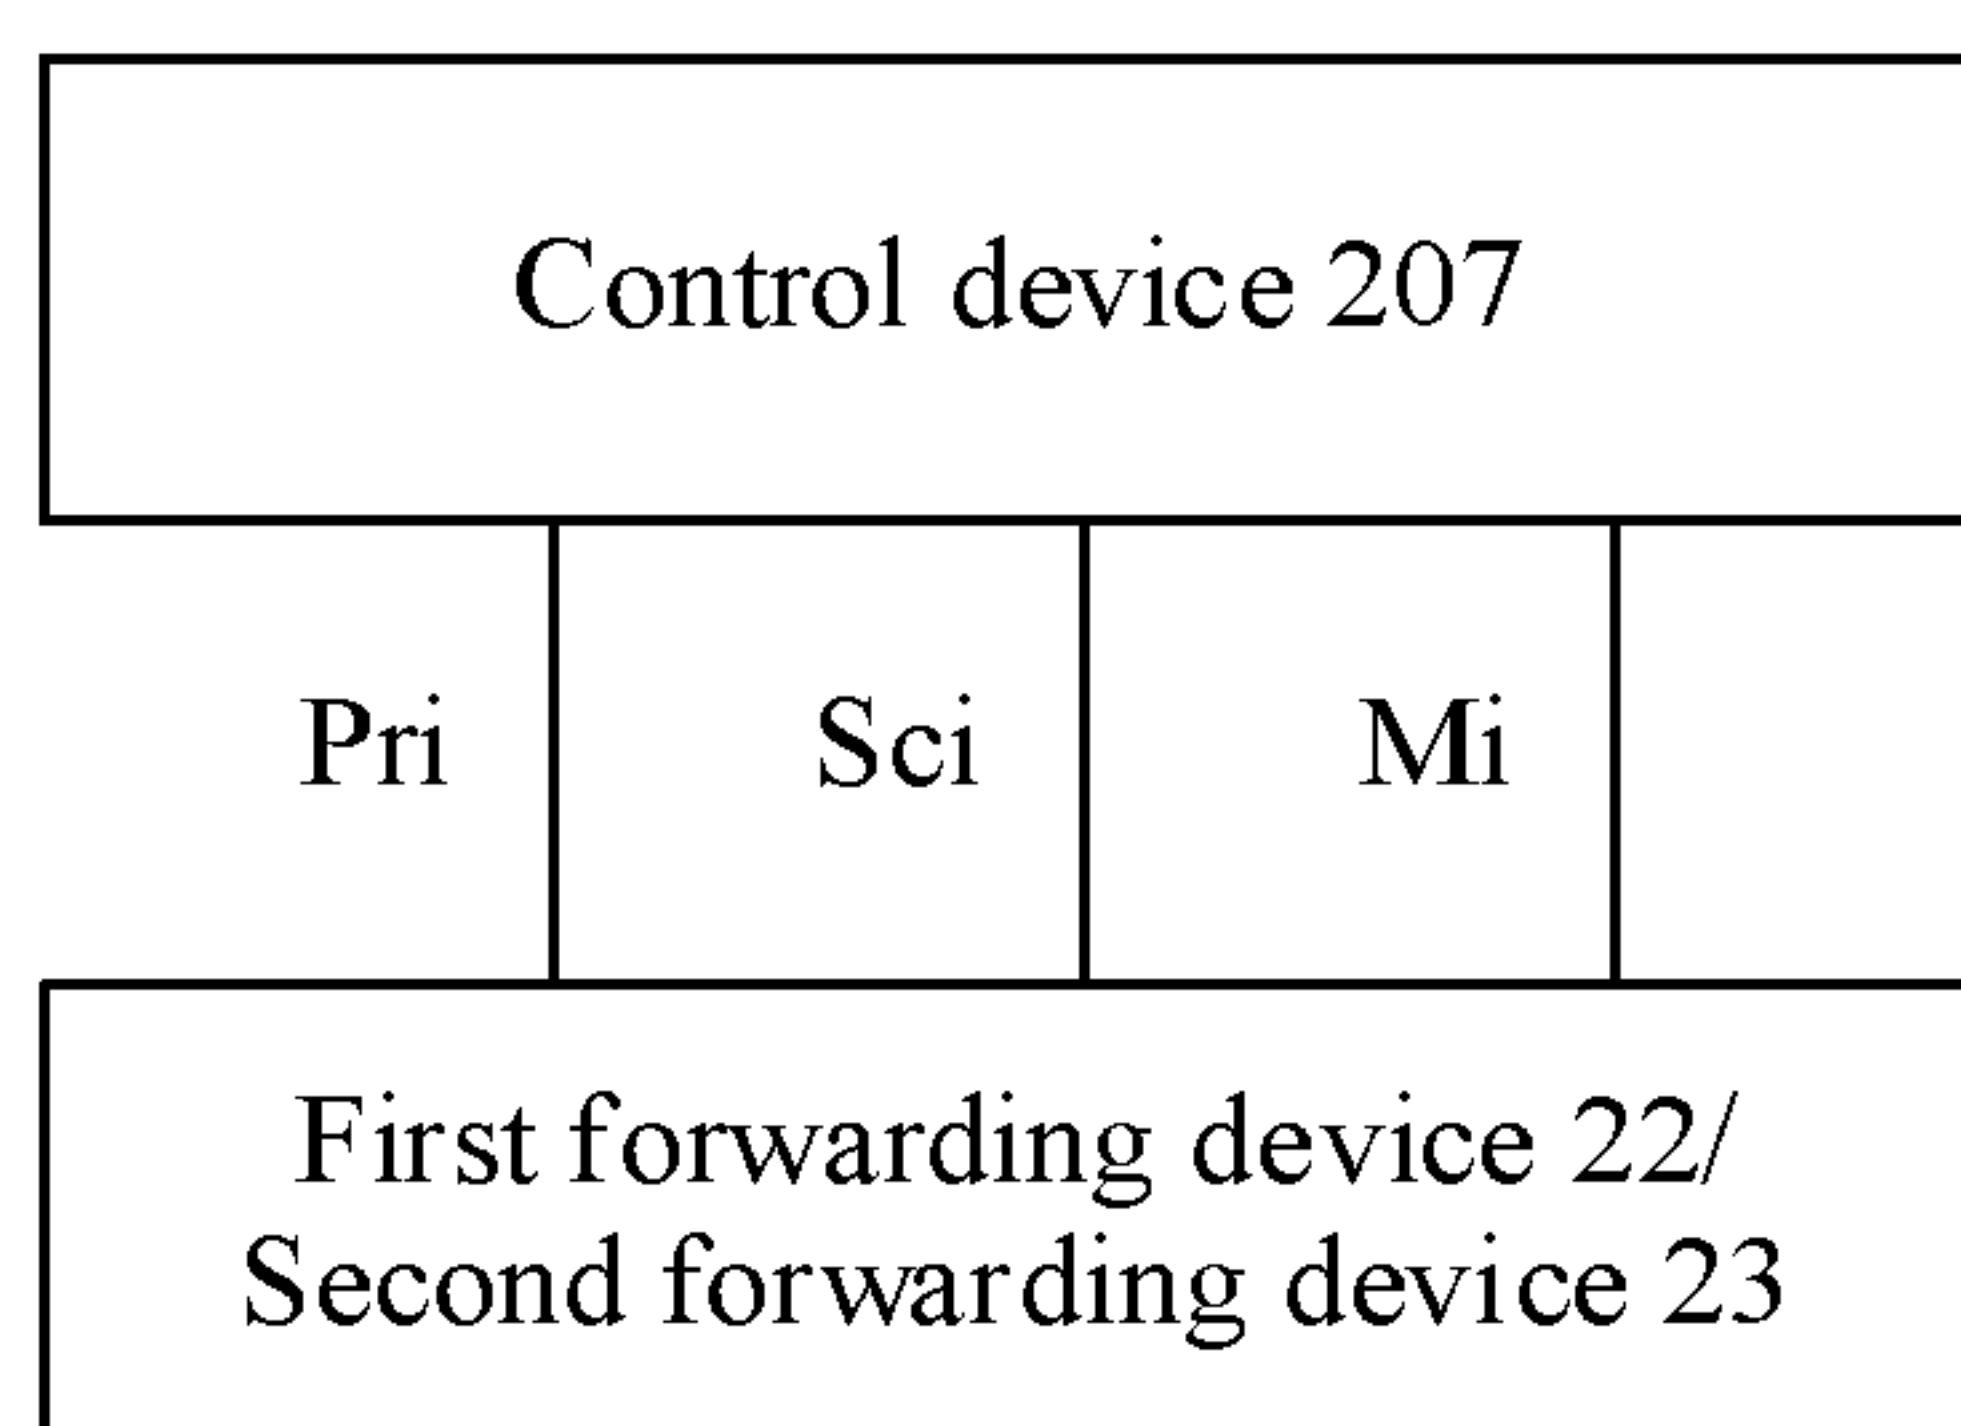 Control device 207
Pri Sci Mi
First forwarding device 22/
Second forwarding device 23